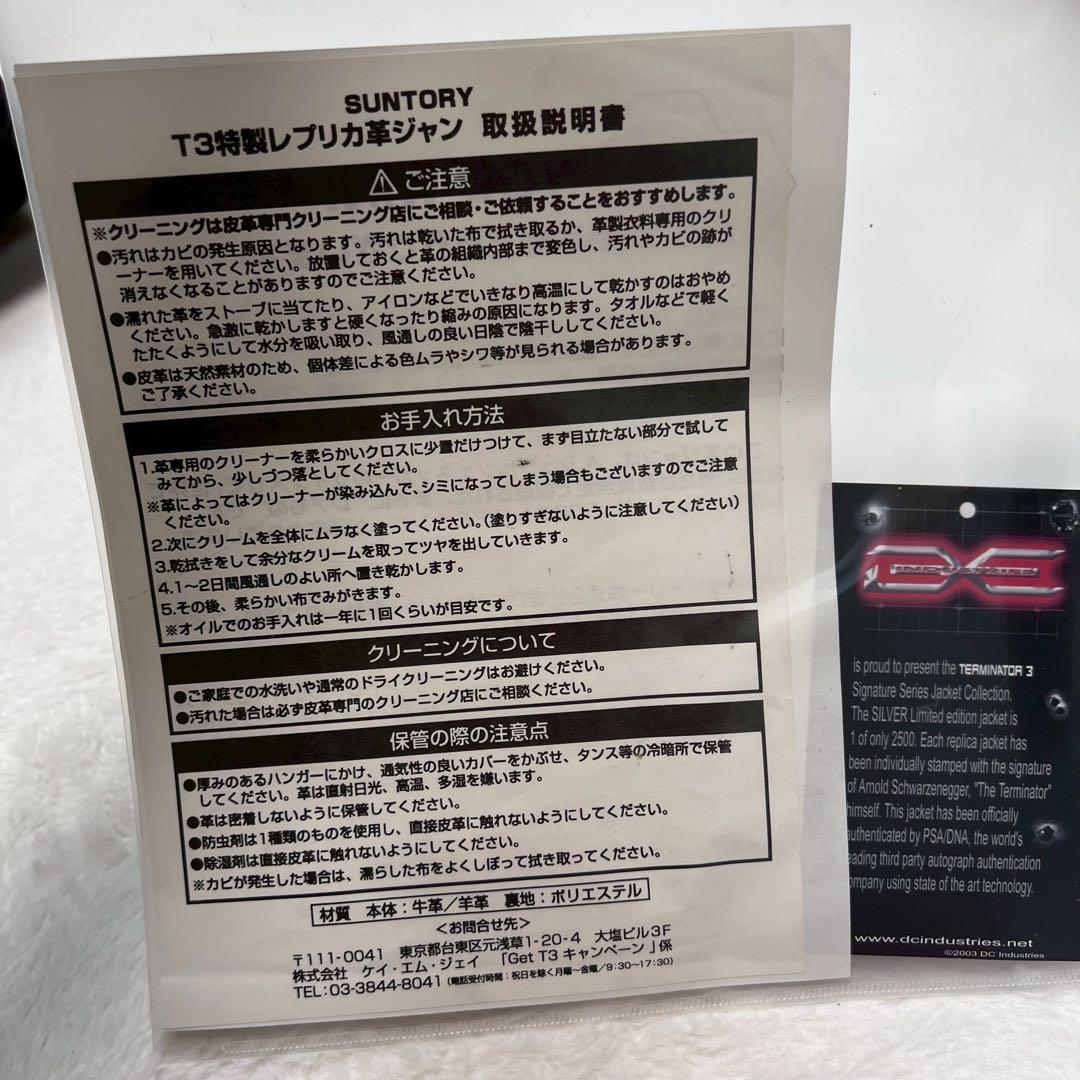 SUNTORY
T3特製レプリカ革ジャン 取扱説明書
⚠ ご注意
※クリーニングは皮革専門クリーニング店にご相談・ご依頼することをおすすめします。
●汚れはカビの発生原因となります。汚れは乾いた布で拭き取るか、革製衣料専用のクリ
ーナーを用いてください。放置しておくと革の組織内部まで変色し、汚れやカビの跡が
消えなくなることがありますのでご注意ください。
●濡れた革をストーブに当てたり、アイロンなどでいきなり高温にして乾かすのはおやめ
ください。急激に乾かしますと硬くなったり縮みの原因になります。タオルなどで軽く
たたくようにして水分を吸い取り、風通しの良い日陰で陰干ししてください。
●皮革は天然素材のため、個体差による色ムラやシワ等が見られる場合があります。
ご了承ください。
お手入れ方法
1.革専用のクリーナーを柔らかいクロスに少量だけつけて、まず目立たない部分で試して
みてから、少しづつ落としてください。
※革によってはクリーナーが染み込んで、シミになってしまう場合もございますのでご注意
ください。
2.次にクリームを全体にムラなく塗ってください。(塗りすぎないように注意してください)
3.乾拭きをして余分なクリームを取ってツヤを出していきます。
4.1～2日間風通しのよい所へ置き乾かします。
5.その後、柔らかい布でみがきます。
※オイルでのお手入れは一年に1回くらいが目安です。
クリーニングについて
●ご家庭での水洗いや通常のドライクリーニングはお避けください。
●汚れた場合は必ず皮革専門のクリーニング店にご相談ください。
保管の際の注意点
●厚みのあるハンガーにかけ、通気性の良いカバーをかぶせ、タンス等の冷暗所で保管
してください。革は直射日光、高温、多湿を嫌います。
●革は密着しないように保管してください。
●防虫剤は1種類のものを使用し、直接皮革に触れないようにしてください。
●除湿剤は直接皮革に触れないようにしてください。
※カビが発生した場合は、濡らした布をよくしぼって拭き取ってください。
材質 本体：牛革／羊革 裏地：ポリエステル
＜お問合せ先＞
〒111-0041 東京都台東区元浅草1-20-4 大塩ビル3F
株式会社 ケイ・エム・ジェイ 「Get T3 キャンペーン」係
TEL:03-3844-8041 (電話受付時間：祝日を除く月曜～金曜／9:30～17:30)
DC
INDUSTRIES
is proud to present the TERMINATOR 3
Signature Series Jacket Collection.
The SILVER Limited edition jacket is
1 of only 2500. Each replica jacket has
been individually stamped with the signature
of Arnold Schwarzenegger, "The Terminator"
himself. This jacket has been officially
authenticated by PSA/DNA, the world's
eading third party autograph authentication
ompany using state of the art technology.
www.dcindustries.net
©2003 DC Industries